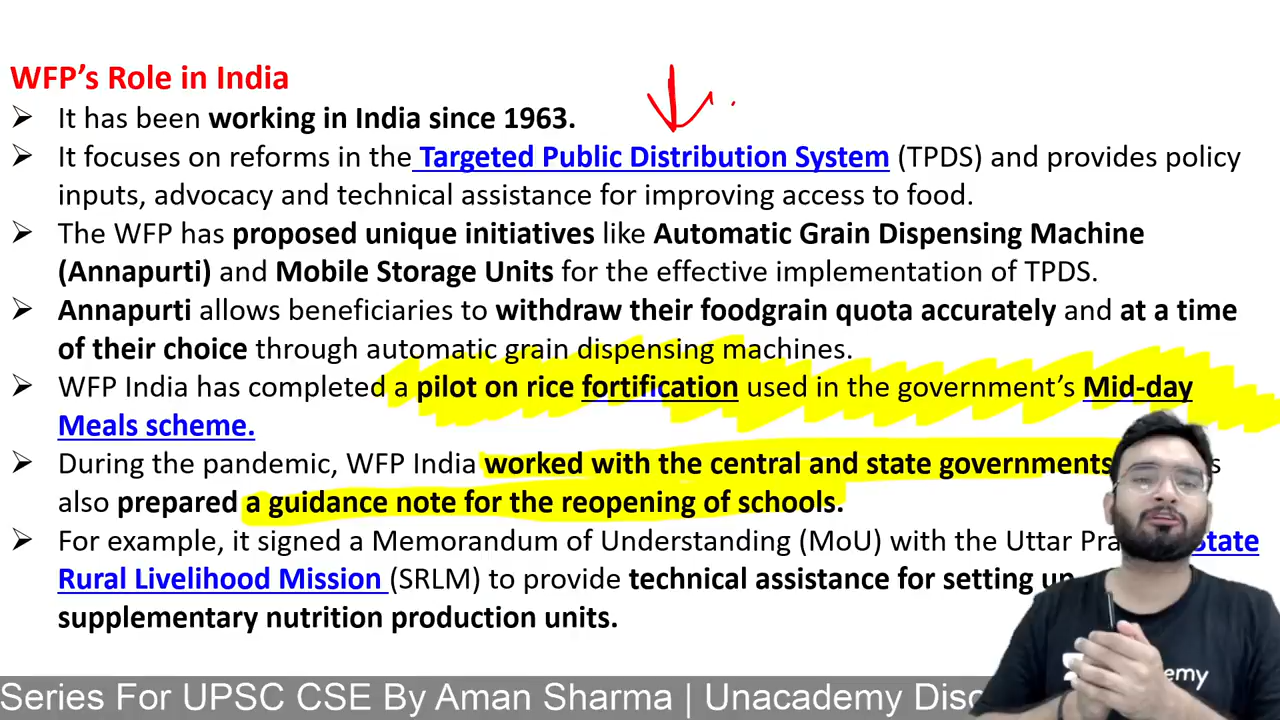 WFP’s Role in India
➢ It has been working in India since 1963.
➢ It focuses on reforms in the Targeted Public Distribution System (TPDS) and provides policy
inputs, advocacy and technical assistance for improving access to food.
➢ The WFP has proposed unique initiatives like Automatic Grain Dispensing Machine
(Annapurti) and Mobile Storage Units for the effective implementation of TPDS.
➢ Annapurti allows beneficiaries to withdraw their foodgrain quota accurately and at a time
of their choice through automatic grain dispensing machines.
➢ WFP India has completed a pilot on rice fortification used in the government’s Mid-day
Meals scheme.
➢ During the pandemic, WFP India worked with the central and state governments
also prepared a guidance note for the reopening of schools.
➢ For example, it signed a Memorandum of Understanding (MoU) with the Uttar State
Rural Livelihood Mission (SRLM) to provide technical assistance for setting up
supplementary nutrition production units.
Series For UPSC CSE By Aman Sharma | Unacademy